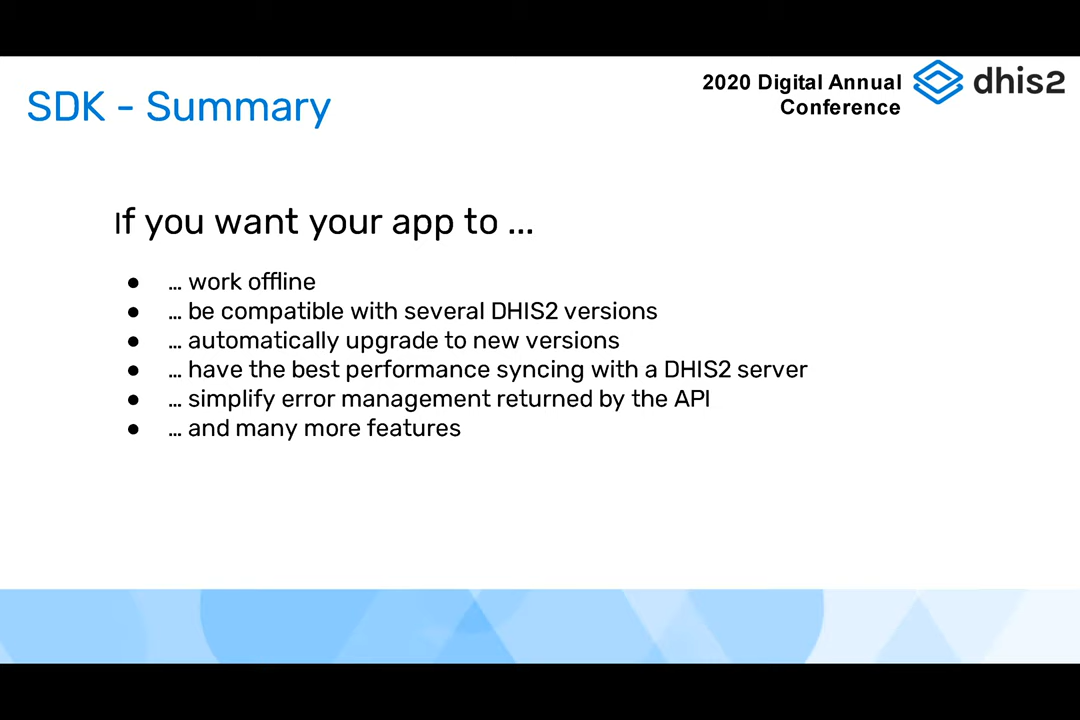 SDK - Summary
2020 Digital Annual
Conference
dhis2
If you want your app to ...
● ... work offline
● ... be compatible with several DHIS2 versions
● ... automatically upgrade to new versions
● ... have the best performance syncing with a DHIS2 server
● ... simplify error management returned by the API
● ... and many more features